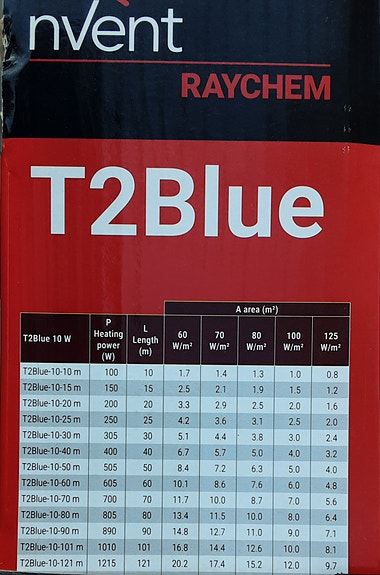 nvent
RAYCHEM
T2Blue
T2Blue 10 W P Heating power (W) L Length (m) A area (m²) 60 W/m² 70 W/m² 80 W/m² 100 W/m² 125 W/m²
T2Blue-10-10 m 100 10 1.7 1.4 1.3 1.0 0.8
T2Blue-10-15 m 150 15 2.5 2.1 1.9 1.5 1.2
T2Blue-10-20 m 200 20 3.3 2.9 2.5 2.0 1.6
T2Blue-10-25 m 250 25 4.2 3.6 3.1 2.5 2.0
T2Blue-10-30 m 305 30 5.1 4.4 3.8 3.0 2.4
T2Blue-10-40 m 400 40 6.7 5.7 5.0 4.0 3.2
T2Blue-10-50 m 505 50 8.4 7.2 6.3 5.0 4.0
T2Blue-10-60 m 605 60 10.1 8.6 7.6 6.0 4.8
T2Blue-10-70 m 700 70 11.7 10.0 8.7 7.0 5.6
T2Blue-10-80 m 805 80 13.4 11.5 10.0 8.0 6.4
T2Blue-10-90 m 890 90 14.8 12.7 11.0 9.0 7.1
T2Blue-10-101 m 1010 101 16.8 14.4 12.6 10.0 8.1
T2Blue-10-121 m 1215 121 20.2 17.4 15.2 12.0 9.7